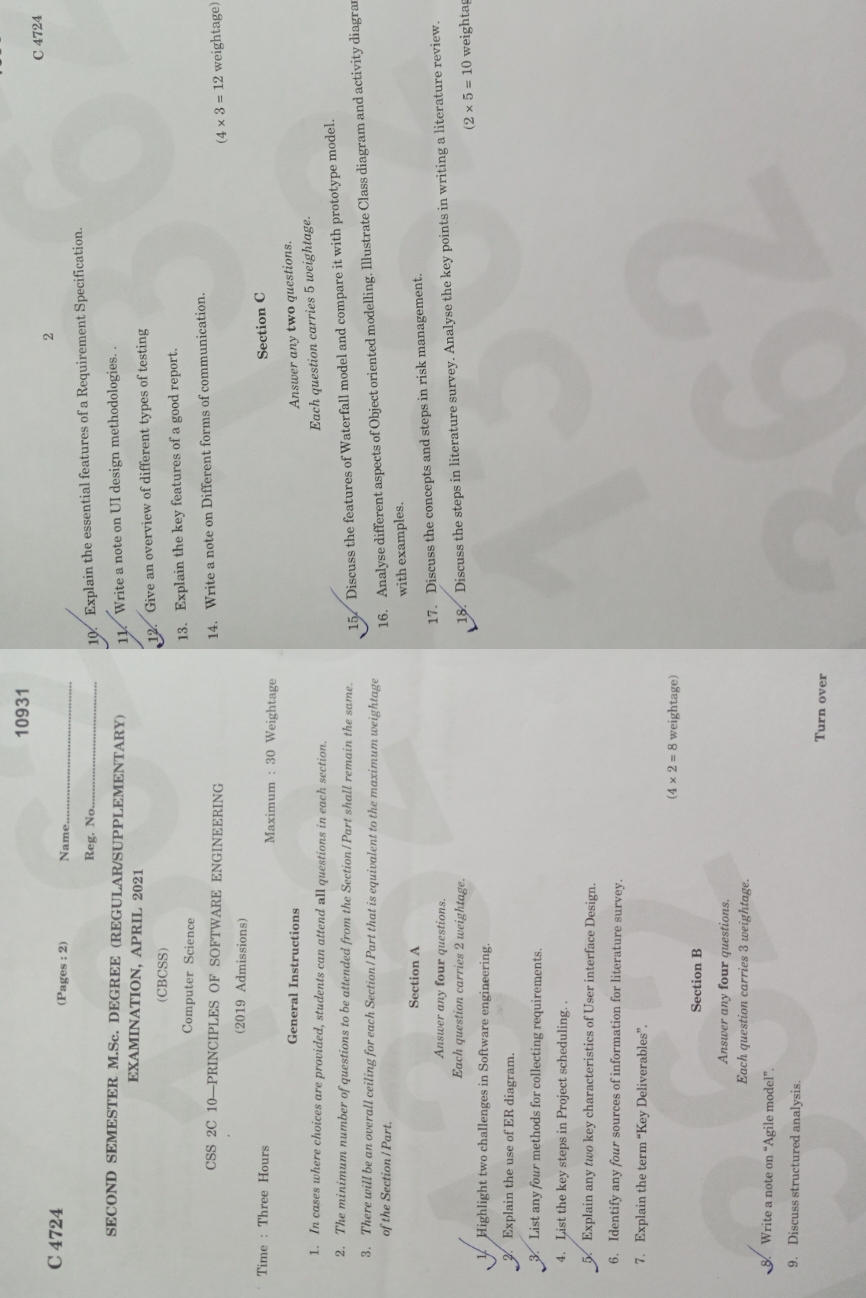 C 4724
(Pages : 2)
10931
Name
Reg. No
SECOND SEMESTER M.Sc. DEGREE (REGULAR/SUPPLEMENTARY)
EXAMINATION, APRIL 2021
(CBCSS)
Computer Science
CSS 2C 10—PRINCIPLES OF SOFTWARE ENGINEERING
(2019 Admissions)
Time : Three Hours
Maximum : 30 Weightage
General Instructions
1. In cases where choices are provided, students can attend all questions in each section.
2. The minimum number of questions to be attended from the Section/Part shall remain the same.
3. There will be an overall ceiling for each Section/Part that is equivalent to the maximum weightage
of the Section/Part.
Section A
Answer any four questions.
Each question carries 2 weightage.
1. Highlight two challenges in Software engineering.
2. Explain the use of ER diagram.
3. List any four methods for collecting requirements.
4. List the key steps in Project scheduling. .
5. Explain any two key characteristics of User interface Design.
6. Identify any four sources of information for literature survey.
7. Explain the term “Key Deliverables”.
(4 × 2 = 8 weightage)
Section B
Answer any four questions.
Each question carries 3 weightage.
8. Write a note on “Agile model”.
9. Discuss structured analysis.
Turn over
2
C 4724
10. Explain the essential features of a Requirement Specification.
11. Write a note on UI design methodologies. .
12. Give an overview of different types of testing
13. Explain the key features of a good report.
14. Write a note on Different forms of communication.
(4 × 3 = 12 weightage)
Section C
Answer any two questions.
Each question carries 5 weightage.
15. Discuss the features of Waterfall model and compare it with prototype model.
16. Analyse different aspects of Object oriented modelling. Illustrate Class diagram and activity diagra
with examples.
17. Discuss the concepts and steps in risk management.
18. Discuss the steps in literature survey. Analyse the key points in writing a literature review.
(2 × 5 = 10 weightag